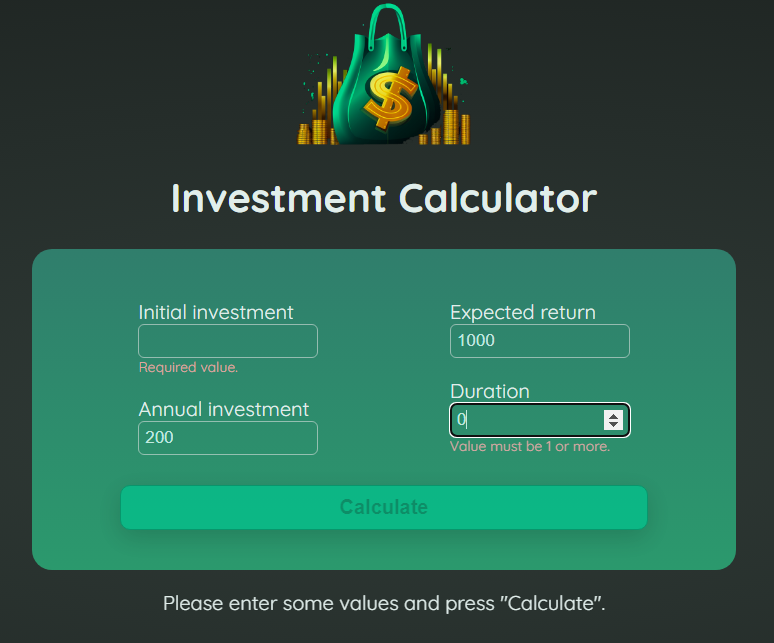 $
Investment Calculator
Initial investment
Required value.
Annual investment
200
Expected return
1000
Duration
0
Value must be 1 or more.
Calculate
Please enter some values and press "Calculate".